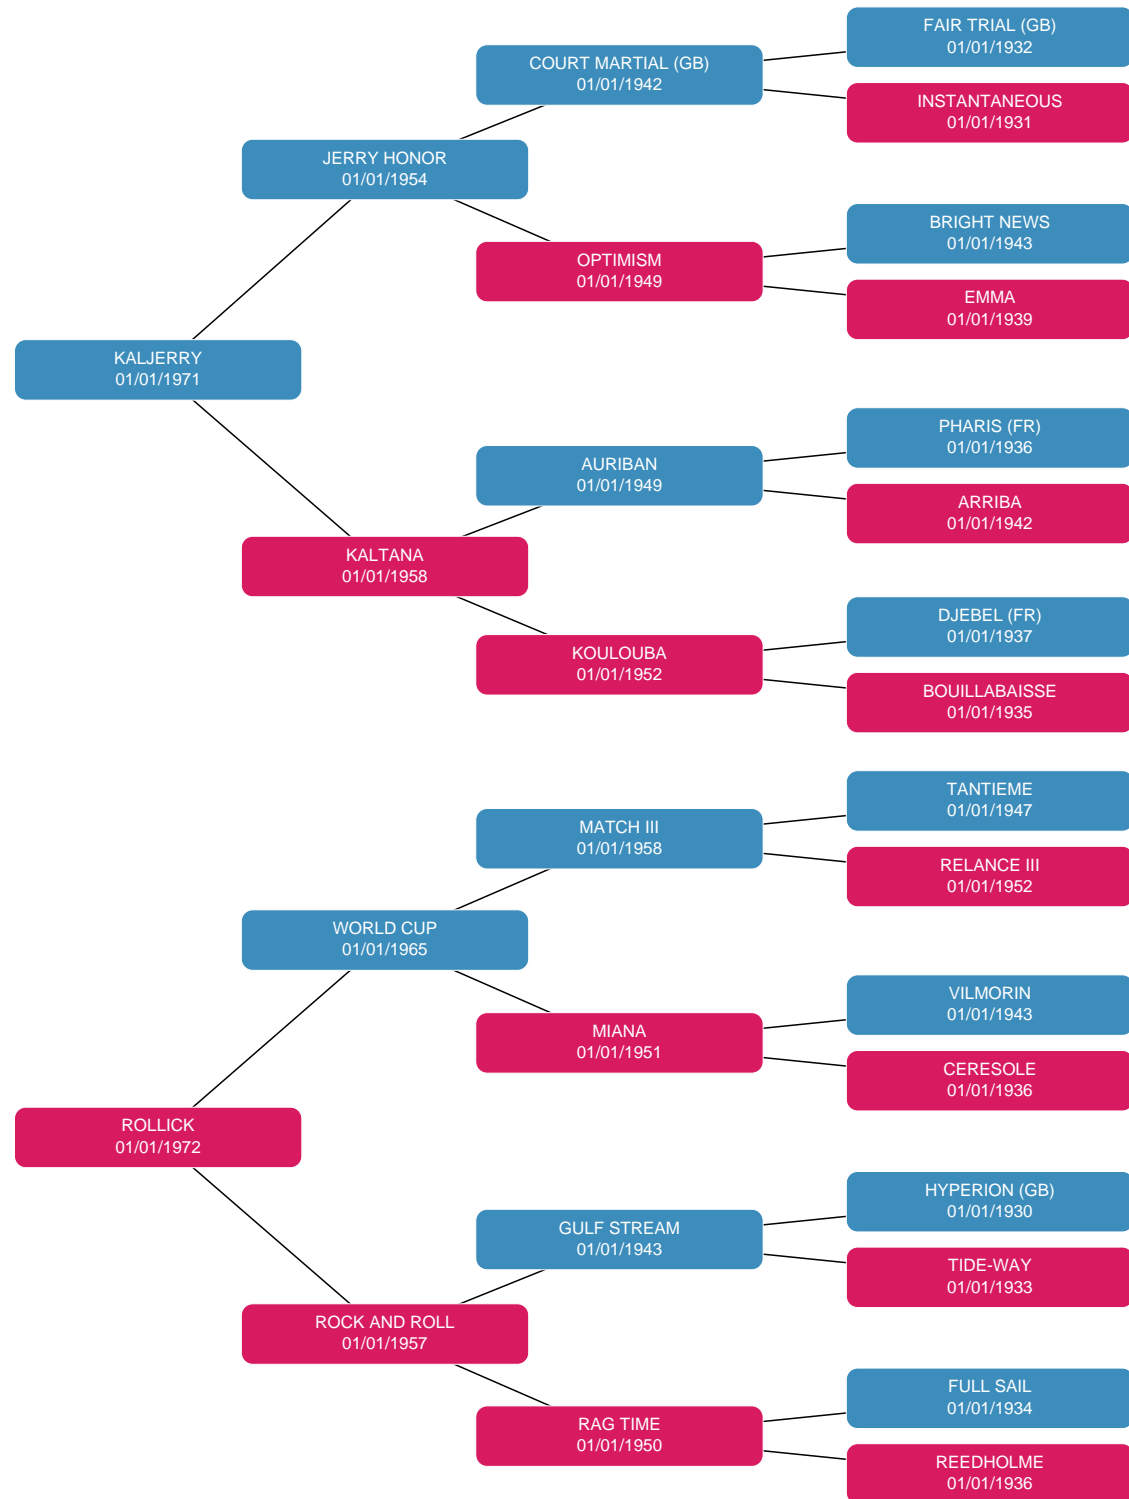 FAIR TRIAL (GB)
01/01/1932
COURT MARTIAL (GB)
01/01/1942
INSTANTANEOUS
01/01/1931
JERRY HONOR
01/01/1954
BRIGHT NEWS
01/01/1943
OPTIMISM
01/01/1949
EMMA
01/01/1939
KALJERRY
01/01/1971
PHARIS (FR)
01/01/1936
AURIBAN
01/01/1949
ARRIBA
01/01/1942
KALTANA
01/01/1958
DJEBEL (FR)
01/01/1937
KOULOUBA
01/01/1952
BOUILLABAISSE
01/01/1935
TANTIEME
01/01/1947
MATCH III
01/01/1958
RELANCE III
01/01/1952
WORLD CUP
01/01/1965
VILMORIN
01/01/1943
MIANA
01/01/1951
CERESOLE
01/01/1936
ROLLICK
01/01/1972
HYPERION (GB)
01/01/1930
GULF STREAM
01/01/1943
TIDE-WAY
01/01/1933
ROCK AND ROLL
01/01/1957
FULL SAIL
01/01/1934
RAG TIME
01/01/1950
REEDHOLME
01/01/1936